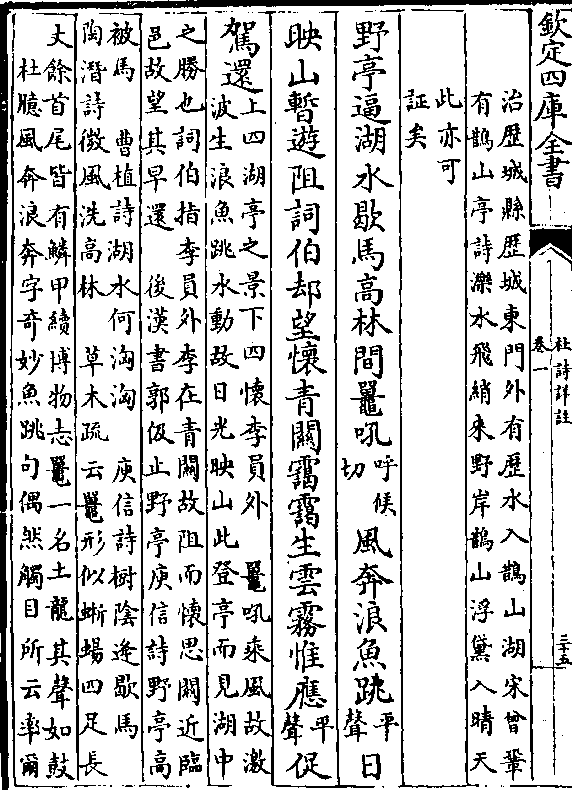 欽定四庫全書
杜詩詳註
卷一
三十五
治歴城縣歴城東門外有歴水入鵲山湖宋曾鞏
有鵲山亭詩濼水飛綃来野岸鵲山浮黛入晴天
此亦可
証矣
野亭逼湖水歇馬高林間鼉吼呼候切風奔浪魚跳平聲日
映山暫遊阻詞伯却望懷青關靄靄生雲霧惟應平聲促
駕還上四湖亭之景下四懷李員外 鼉吼乘風故激
波生浪魚跳水動故日光映山此登亭而見湖中
之勝也詞伯指李員外李在青關故阻而懷思關近臨
邑故望其早還 後漢書郭伋止野亭庾信詩野亭高
被馬 曹植詩湖水何洶洶 庾信詩樹陰逢歇馬
陶潛詩微風洗高林 草木疏云鼉形似蜥蜴四足長
丈餘首尾皆有鱗甲續博物志鼉一名土龍其聲如鼓
杜臆風奔浪奔字奇妙魚跳句偶然觸目所云率爾